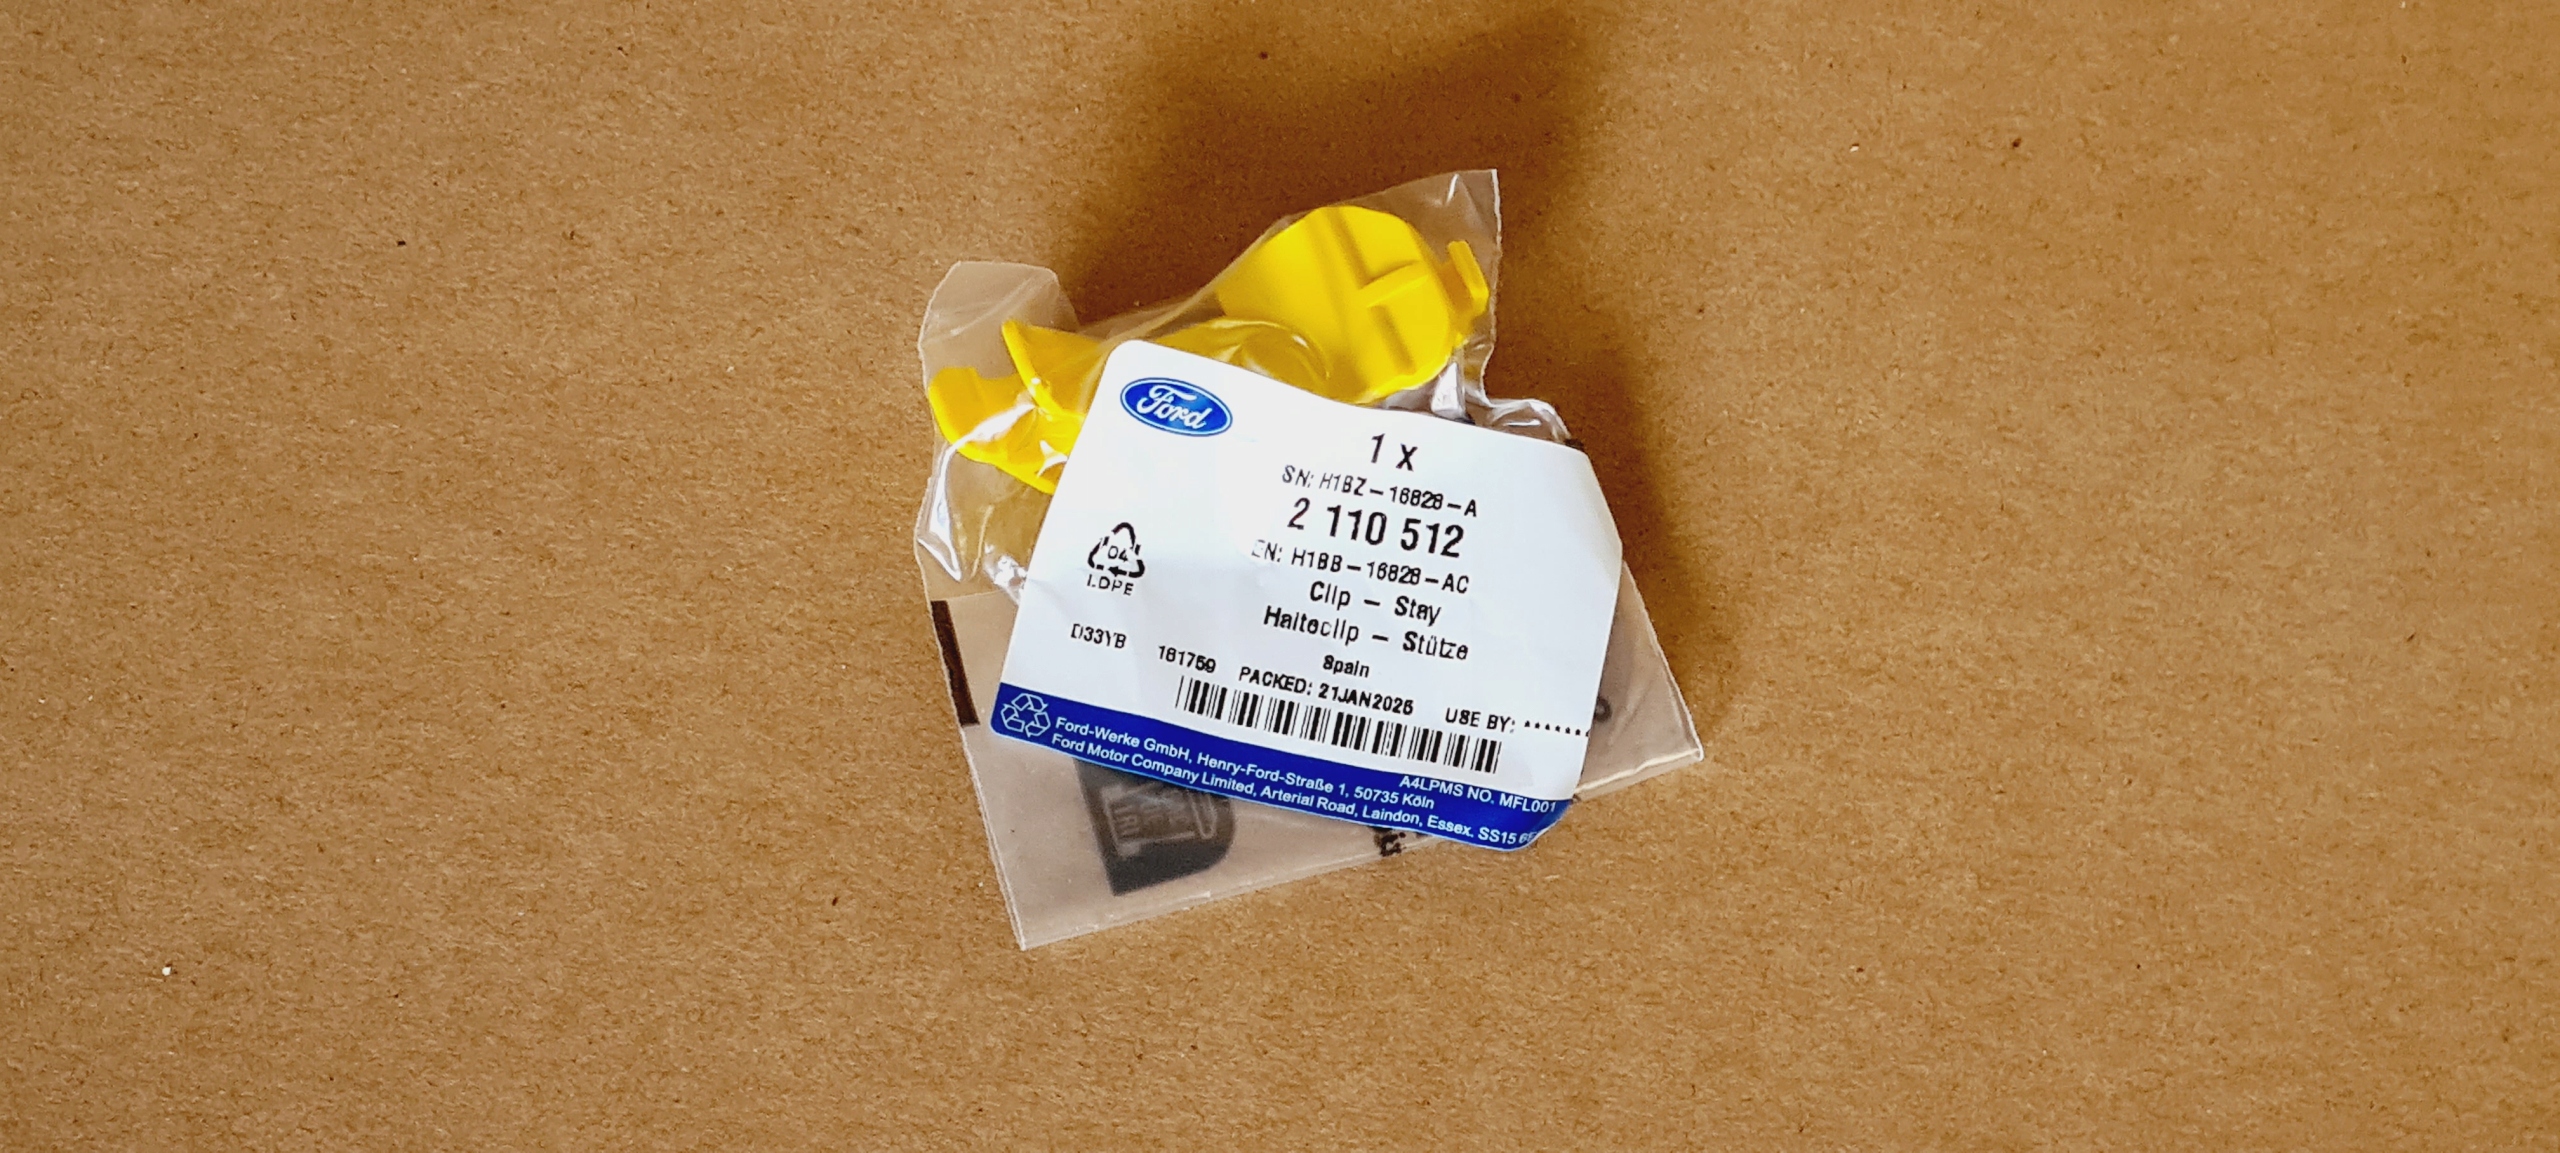 Ford
1 x
SN: H1BZ-16828-A
2 110 512
EN: H1BB-16828-AC
Clip - Stay
Halteclip - Stütze
Spain
04
LDPE
D33YB 161759 PACKED: 21JAN2025 USE BY: *******
A4LPMS NO. MFL001
Ford-Werke GmbH, Henry-Ford-Straße 1, 50735 Köln
Ford Motor Company Limited, Arterial Road, Laindon, Essex. SS15